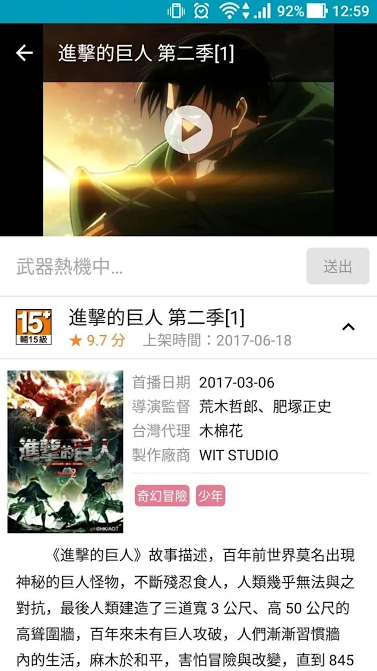 92% 12:59
進擊的巨人 第二季[1]
武器熱機中...
送出
15+
輔15級
進擊的巨人 第二季[1]
★ 9.7 分 上架時間：2017-06-18
首播日期 2017-03-06
導演監督 荒木哲郎、肥塚正史
台灣代理 木棉花
製作廠商 WIT STUDIO
進擊的巨人
奇幻冒險 少年
《進擊的巨人》故事描述，百年前世界莫名出現
神秘的巨人怪物，不斷殘忍食人，人類幾乎無法與之
對抗，最後人類建造了三道寬 3 公尺、高 50 公尺的
高聳圍牆，百年來未有巨人攻破，人們漸漸習慣牆
內的生活，麻木於和平，害怕冒險與改變，直到 845